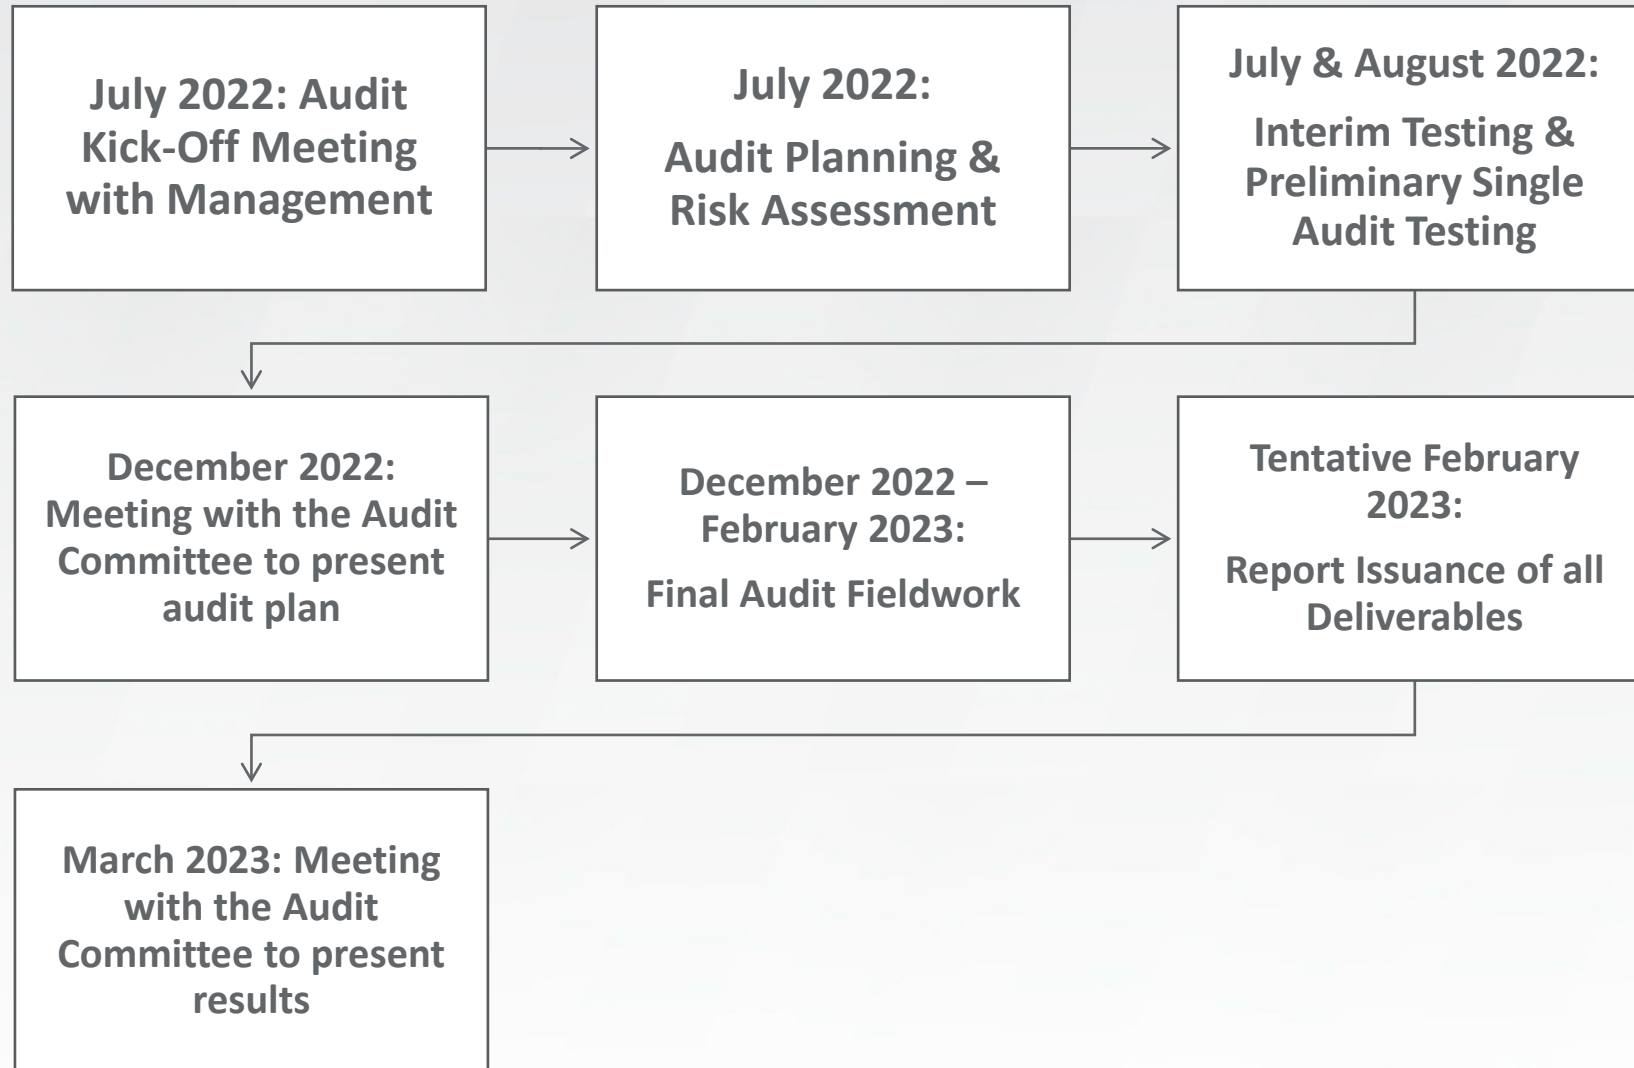 July 2022: Audit
Kick-Off Meeting
with Management
July 2022:
Audit Planning &
Risk Assessment
July & August 2022:
Interim Testing &
Preliminary Single
Audit Testing
December 2022:
Meeting with the Audit
Committee to present
audit plan
December 2022 –
February 2023:
Final Audit Fieldwork
Tentative February
2023:
Report Issuance of all
Deliverables
March 2023: Meeting
with the Audit
Committee to present
results